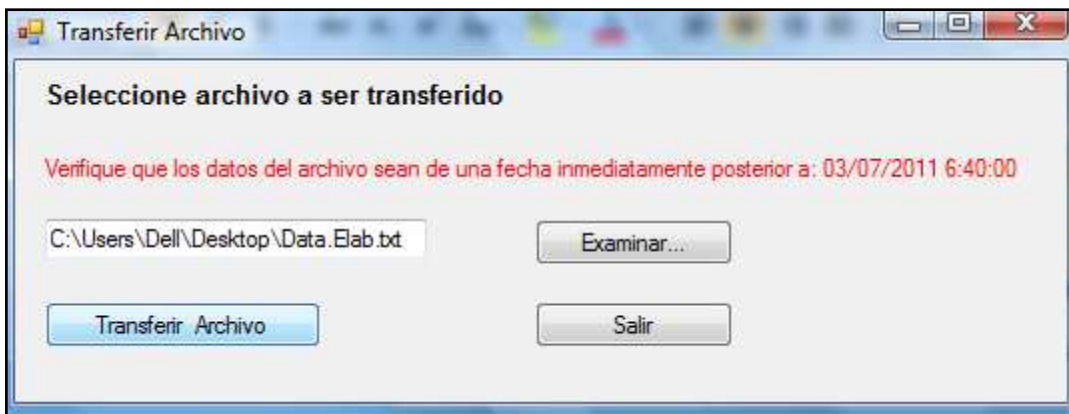 Transferir Archivo
Seleccione archivo a ser transferido
Verifique que los datos del archivo sean de una fecha inmediatamente posterior a: 03/07/2011 6:40:00
C:\Users\Dell\Desktop\Data.Elab.txt
Examinar...
Transferir Archivo
Salir